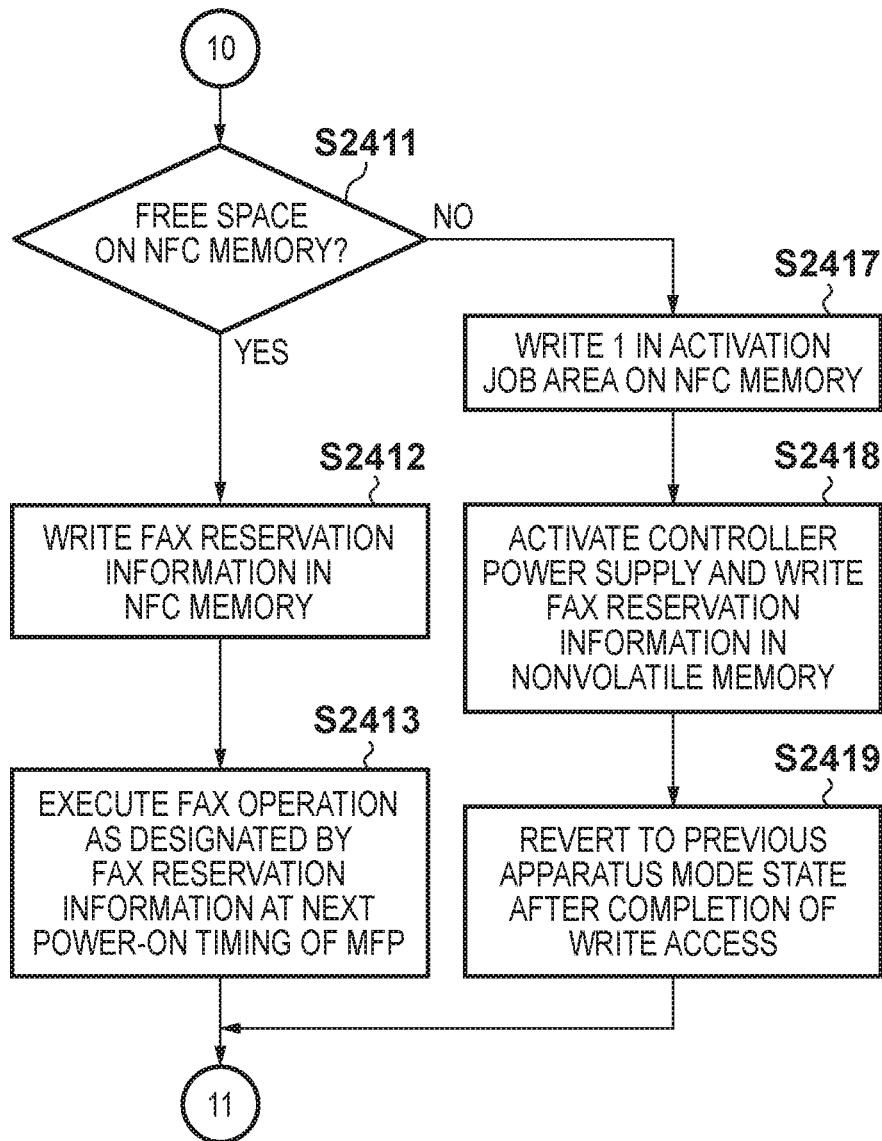 10
S2411
FREE SPACE
ON NFC MEMORY?
NO
YES
S2417
WRITE 1 IN ACTIVATION
JOB AREA ON NFC MEMORY
S2412
WRITE FAX RESERVATION
INFORMATION IN
NFC MEMORY
S2418
ACTIVATE CONTROLLER
POWER SUPPLY AND WRITE
FAX RESERVATION
INFORMATION IN
NONVOLATILE MEMORY
S2413
EXECUTE FAX OPERATION
AS DESIGNATED BY
FAX RESERVATION
INFORMATION AT NEXT
POWER-ON TIMING OF MFP
S2419
REVERT TO PREVIOUS
APPARATUS MODE STATE
AFTER COMPLETION OF
WRITE ACCESS
11